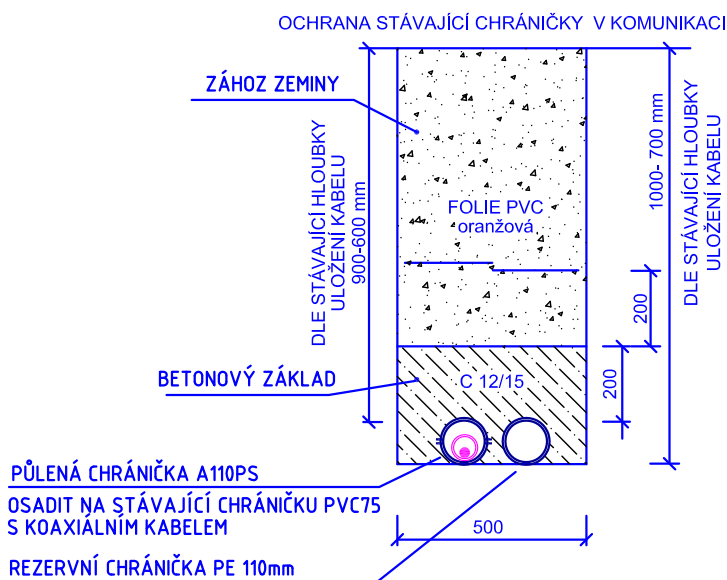 OCHRANA STÁVAJÍCÍ CHRÁNIČKY V KOMUNIKACI
ZÁHOZ ZEMINY
DLE STÁVAJÍCÍ HLOUBKY
ULOŽENÍ KABELU
900-600 mm
FOLIE PVC
oranžová
1000- 700 mm
DLE STÁVAJÍCÍ HLOUBKY
ULOŽENÍ KABELU
200
BETONOVÝ ZÁKLAD
C 12/15
200
PŮLENÁ CHRÁNIČKA A110PS
OSADIT NA STÁVAJÍCÍ CHRÁNIČKU PVC75
S KOAXIÁLNÍM KABELEM
500
REZERVNÍ CHRÁNIČKA PE 110mm